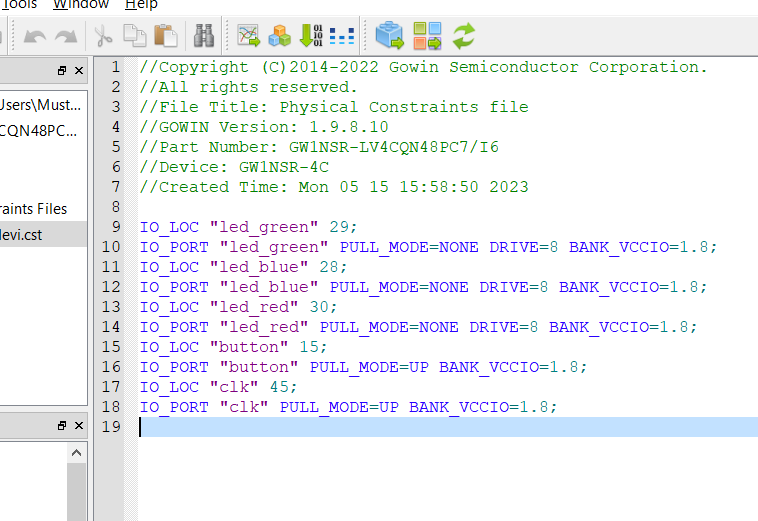 Tools Window Help
Users\Must...
CQN48PC...
raints Files
levi.cst
1 //Copyright (C)2014-2022 Gowin Semiconductor Corporation.
2 //All rights reserved.
3 //File Title: Physical Constraints file
4 //GOWIN Version: 1.9.8.10
5 //Part Number: GW1NSR-LV4CQN48PC7/I6
6 //Device: GW1NSR-4C
7 //Created Time: Mon 05 15 15:58:50 2023
8
9 IO_LOC "led_green" 29;
10 IO_PORT "led_green" PULL_MODE=NONE DRIVE=8 BANK_VCCIO=1.8;
11 IO_LOC "led_blue" 28;
12 IO_PORT "led_blue" PULL_MODE=NONE DRIVE=8 BANK_VCCIO=1.8;
13 IO_LOC "led_red" 30;
14 IO_PORT "led_red" PULL_MODE=NONE DRIVE=8 BANK_VCCIO=1.8;
15 IO_LOC "button" 15;
16 IO_PORT "button" PULL_MODE=UP BANK_VCCIO=1.8;
17 IO_LOC "clk" 45;
18 IO_PORT "clk" PULL_MODE=UP BANK_VCCIO=1.8;
19